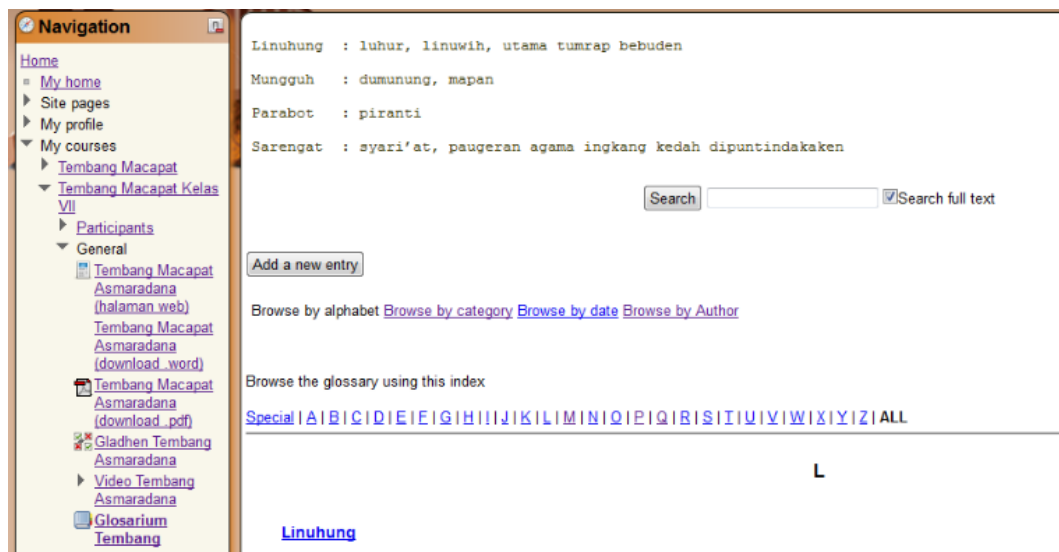 Navigation
Home
My home
Site pages
My profile
My courses
Tembang Macapat
Tembang Macapat Kelas
VII
Participants
General
Tembang Macapat
Asmaradana
(halaman web)
Tembang Macapat
Asmaradana
(download .word)
Tembang Macapat
Asmaradana
(download .pdf)
Gladhen Tembang
Asmaradana
Video Tembang
Asmaradana
Glosarium
Tembang
Linuhung : luhur, linuwih, utama tumrap bebuden
Mungguh : dumunung, mapan
Parabot : piranti
Sarengat : syari'at, paugeran agama ingkang kedah dipuntindakaken
Search Search full text
Add a new entry
Browse by alphabet Browse by category Browse by date Browse by Author
Browse the glossary using this index
Special | A | B | C | D | E | F | G | H | I | J | K | L | M | N | O | P | Q | R | S | T | U | V | W | X | Y | Z | ALL
L
Linuhung